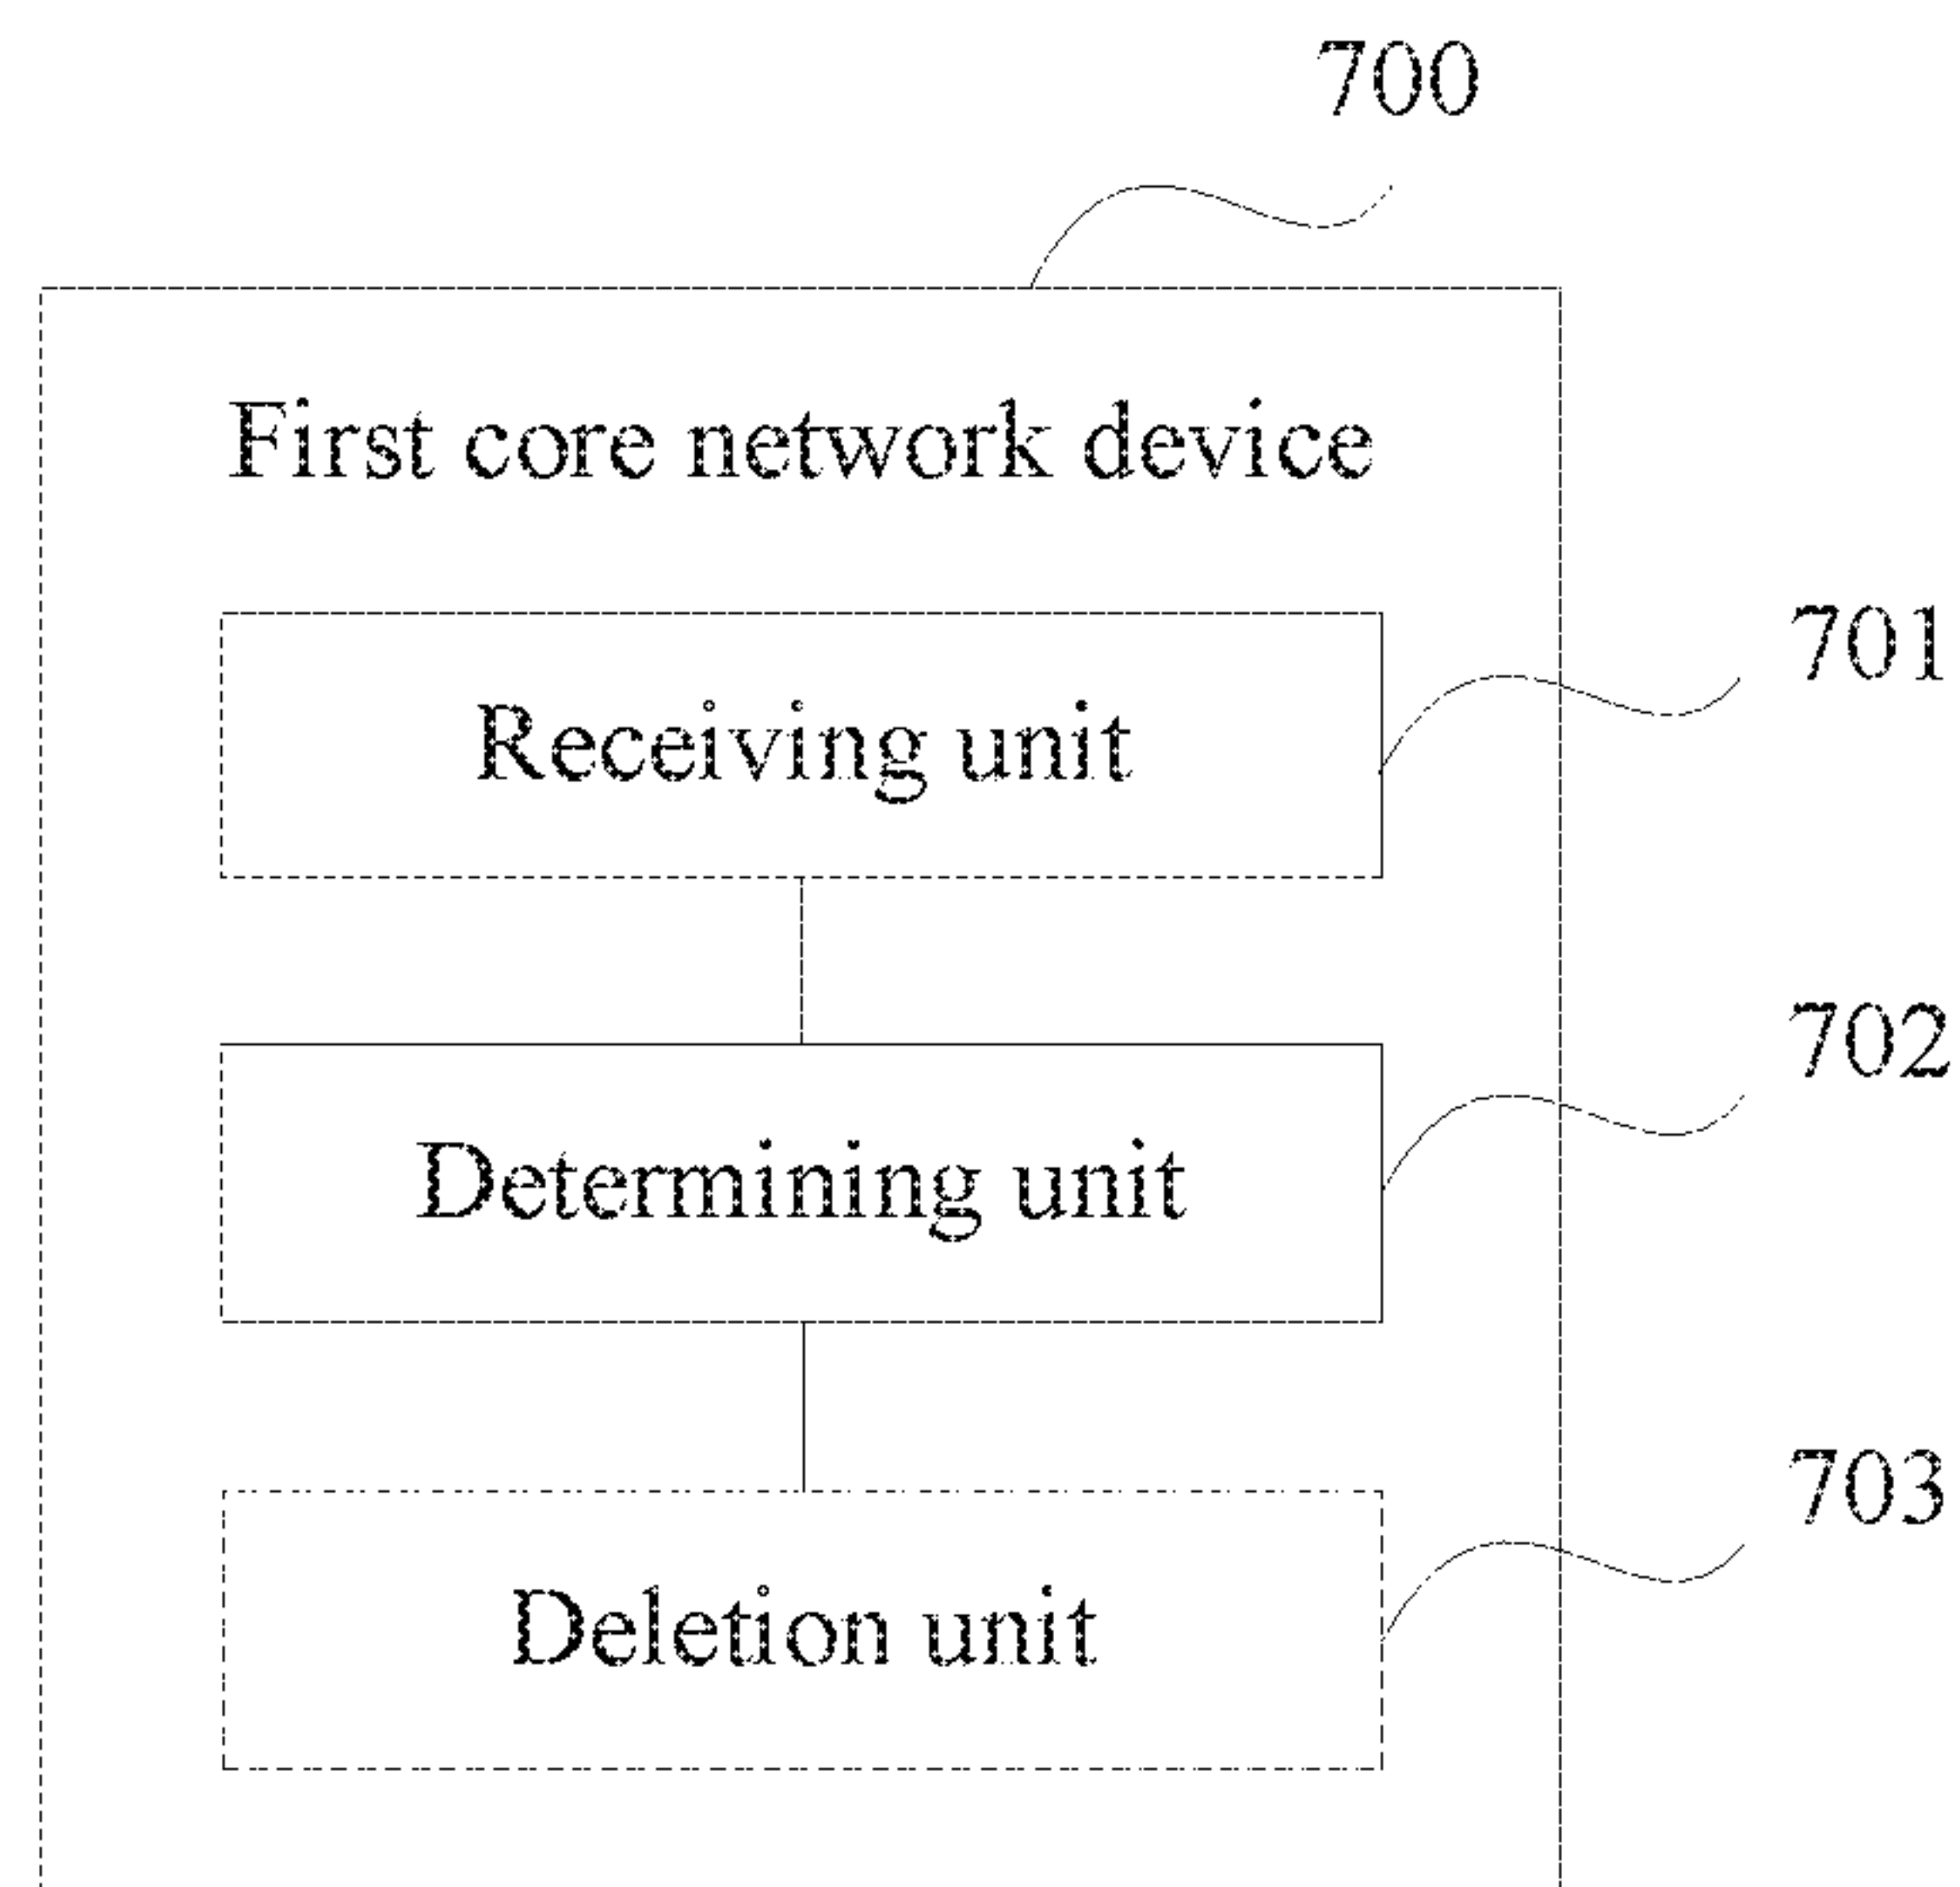 700
First core network device
701
Receiving unit
702
Determining unit
703
Deletion unit